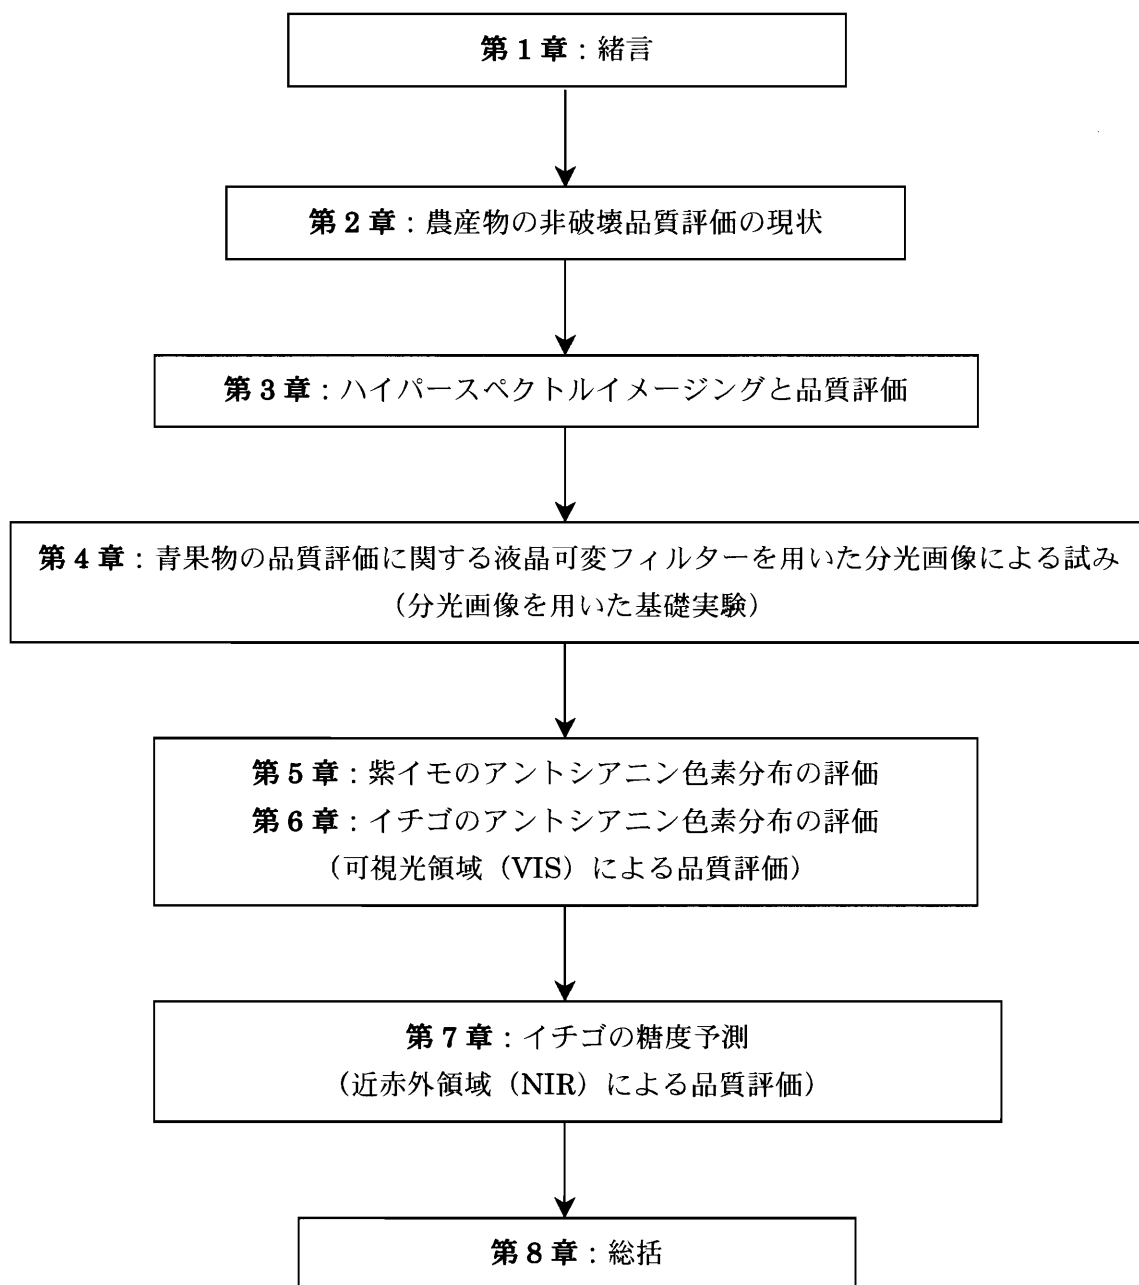 第1章：緒言
第2章：農産物の非破壊品質評価の現状
第3章：ハイパースペクトルイメージングと品質評価
第4章：青果物の品質評価に関する液晶可変フィルターを用いた分光画像による試み
（分光画像を用いた基礎実験）
第5章：紫イモのアントシアニン色素分布の評価
第6章：イチゴのアントシアニン色素分布の評価
（可視光領域（VIS）による品質評価）
第7章：イチゴの糖度予測
（近赤外領域（NIR）による品質評価）
第8章：総括